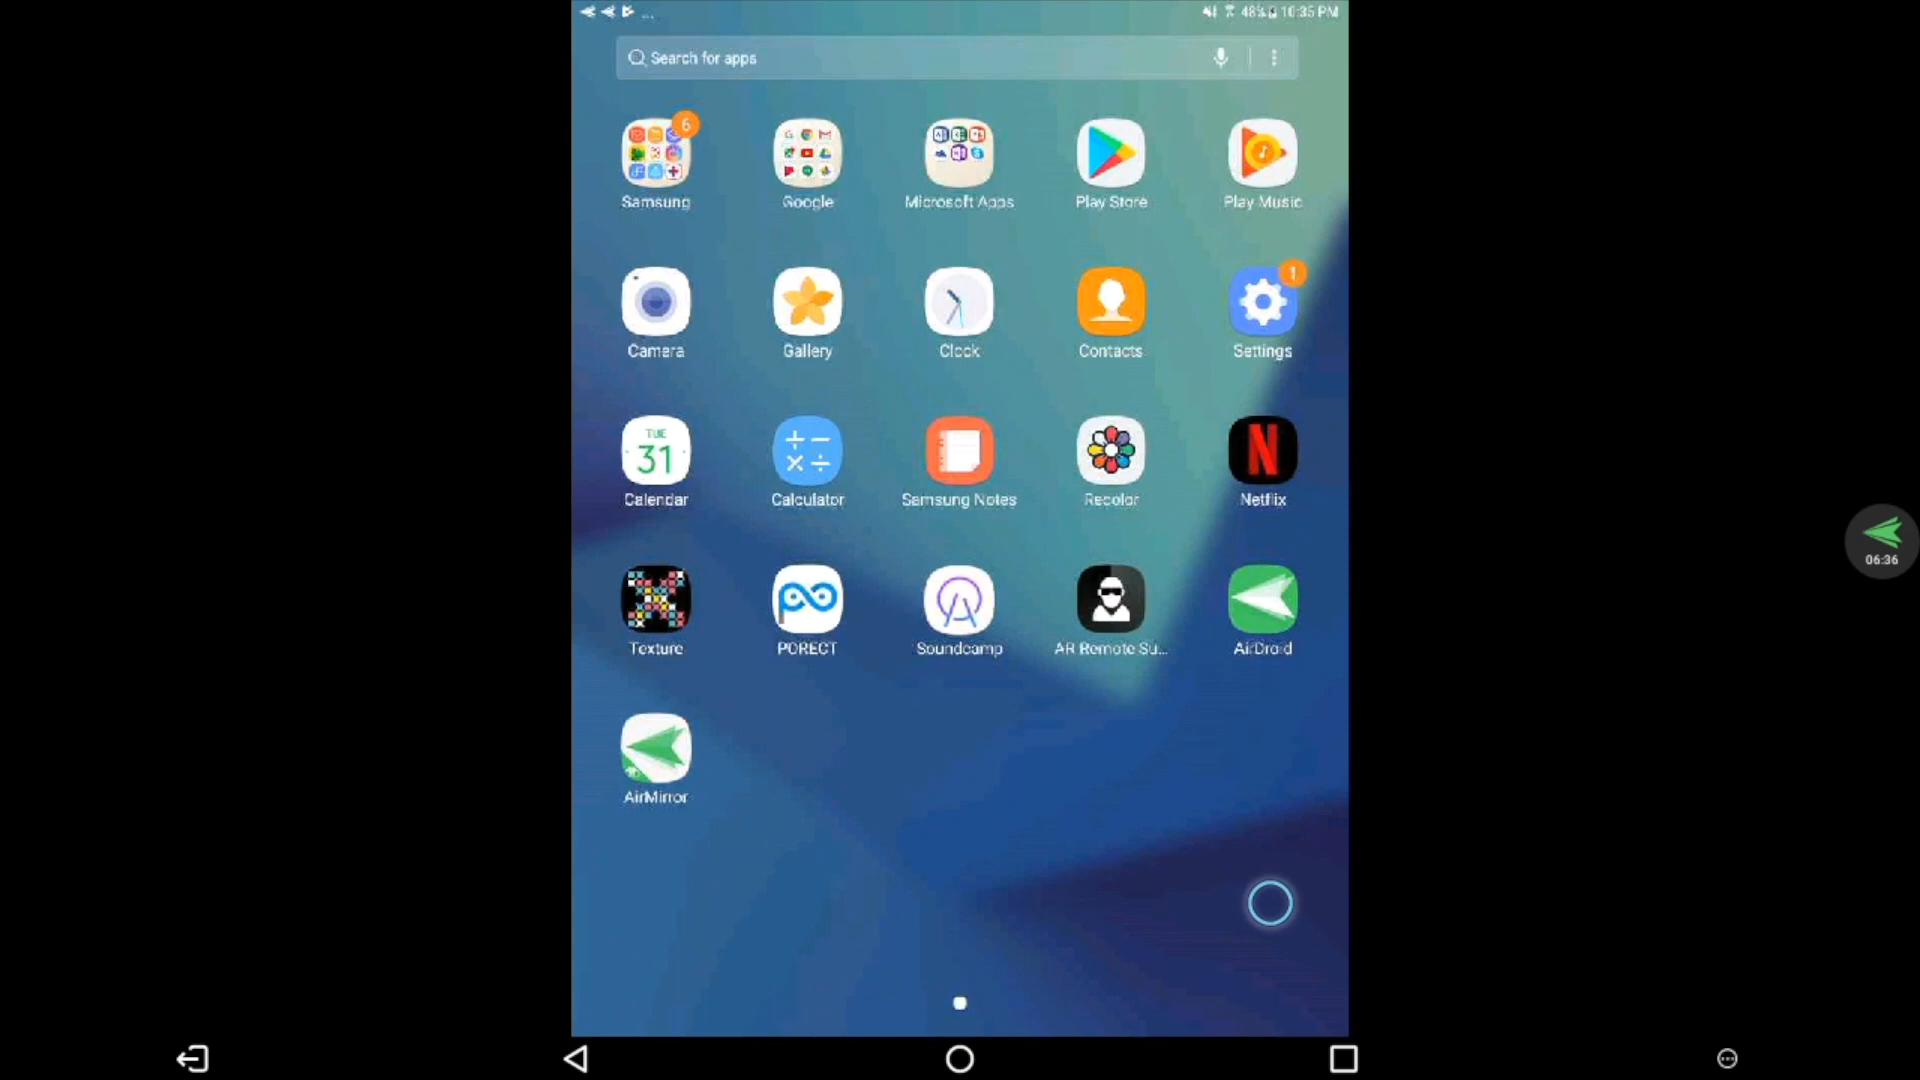 ... 48% 10:35 PM
Search for apps
6
Samsung Google Microsoft Apps Play Store Play Music
1
Camera Gallery Clock Contacts Settings
TUE
31
N
Calendar Calculator Samsung Notes Recolor Netflix
06:36
Texture PORECT Soundcamp AR Remote Su... AirDroid
AirMirror